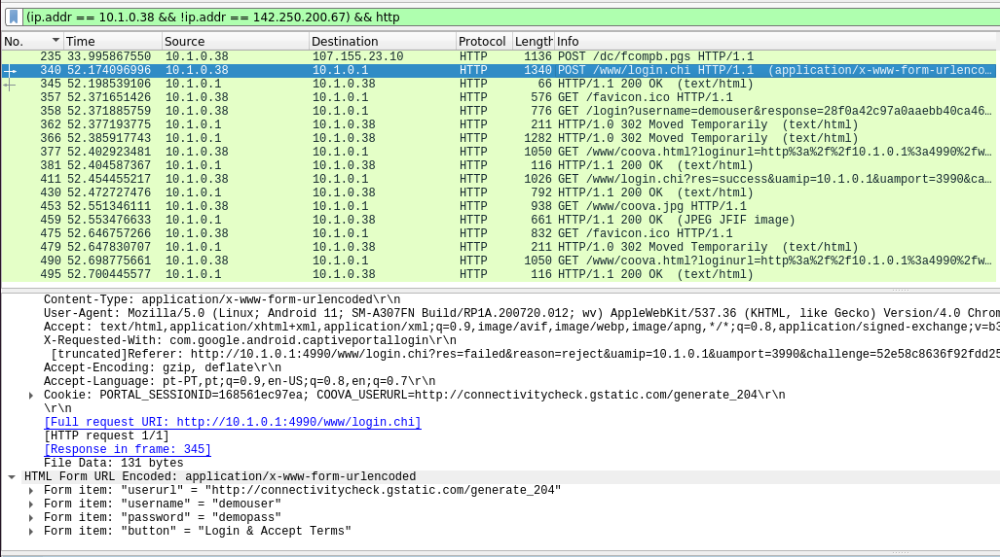 (ip.addr == 10.1.0.38 && !ip.addr == 142.250.200.67) && http
No. Time Source Destination Protocol Length Info
235 33.995867550 10.1.0.38 107.155.23.10 HTTP 1136 POST /dc/fcompb.pgs HTTP/1.1
340 52.174096996 10.1.0.38 10.1.0.1 HTTP 1340 POST /www/login.chi HTTP/1.1  (application/x-www-form-urlenco…
345 52.198539106 10.1.0.1 10.1.0.38 HTTP 66 HTTP/1.1 200 OK  (text/html)
357 52.371651426 10.1.0.38 10.1.0.1 HTTP 576 GET /favicon.ico HTTP/1.1
358 52.371885759 10.1.0.38 10.1.0.1 HTTP 776 GET /login?username=demouser&response=28f0a42c97a0aaebb40ca46…
362 52.377193775 10.1.0.1 10.1.0.38 HTTP 211 HTTP/1.0 302 Moved Temporarily  (text/html)
366 52.385917743 10.1.0.1 10.1.0.38 HTTP 1282 HTTP/1.0 302 Moved Temporarily  (text/html)
377 52.402923481 10.1.0.38 10.1.0.1 HTTP 1050 GET /www/coova.html?loginurl=http%3a%2f%2f10.1.0.1%3a4990%2fw…
381 52.404587367 10.1.0.1 10.1.0.38 HTTP 116 HTTP/1.1 200 OK  (text/html)
411 52.454455217 10.1.0.38 10.1.0.1 HTTP 1026 GET /www/login.chi?res=success&uamip=10.1.0.1&uamport=3990&ca…
430 52.472727476 10.1.0.1 10.1.0.38 HTTP 792 HTTP/1.1 200 OK  (text/html)
453 52.551346111 10.1.0.38 10.1.0.1 HTTP 938 GET /www/coova.jpg HTTP/1.1
459 52.553476633 10.1.0.1 10.1.0.38 HTTP 661 HTTP/1.1 200 OK  (JPEG JFIF image)
475 52.646757266 10.1.0.38 10.1.0.1 HTTP 832 GET /favicon.ico HTTP/1.1
479 52.647830707 10.1.0.1 10.1.0.38 HTTP 211 HTTP/1.0 302 Moved Temporarily  (text/html)
490 52.698775661 10.1.0.38 10.1.0.1 HTTP 1050 GET /www/coova.html?loginurl=http%3a%2f%2f10.1.0.1%3a4990%2fw…
495 52.700445577 10.1.0.1 10.1.0.38 HTTP 116 HTTP/1.1 200 OK  (text/html)
Content-Type: application/x-www-form-urlencoded\r\n
User-Agent: Mozilla/5.0 (Linux; Android 11; SM-A307FN Build/RP1A.200720.012; wv) AppleWebKit/537.36 (KHTML, like Gecko) Version/4.0 Chrom
Accept: text/html,application/xhtml+xml,application/xml;q=0.9,image/avif,image/webp,image/apng,*/*;q=0.8,application/signed-exchange;v=b3
X-Requested-With: com.google.android.captiveportallogin\r\n
[truncated]Referer: http://10.1.0.1:4990/www/login.chi?res=failed&reason=reject&uamip=10.1.0.1&uamport=3990&challenge=52e58c8636f92fdd25
Accept-Encoding: gzip, deflate\r\n
Accept-Language: pt-PT,pt;q=0.9,en-US;q=0.8,en;q=0.7\r\n
Cookie: PORTAL_SESSIONID=168561ec97ea; COOVA_USERURL=http://connectivitycheck.gstatic.com/generate_204\r\n
\r\n
[Full request URI: http://10.1.0.1:4990/www/login.chi]
[HTTP request 1/1]
[Response in frame: 345]
File Data: 131 bytes
HTML Form URL Encoded: application/x-www-form-urlencoded
Form item: "userurl" = "http://connectivitycheck.gstatic.com/generate_204"
Form item: "username" = "demouser"
Form item: "password" = "demopass"
Form item: "button" = "Login & Accept Terms"